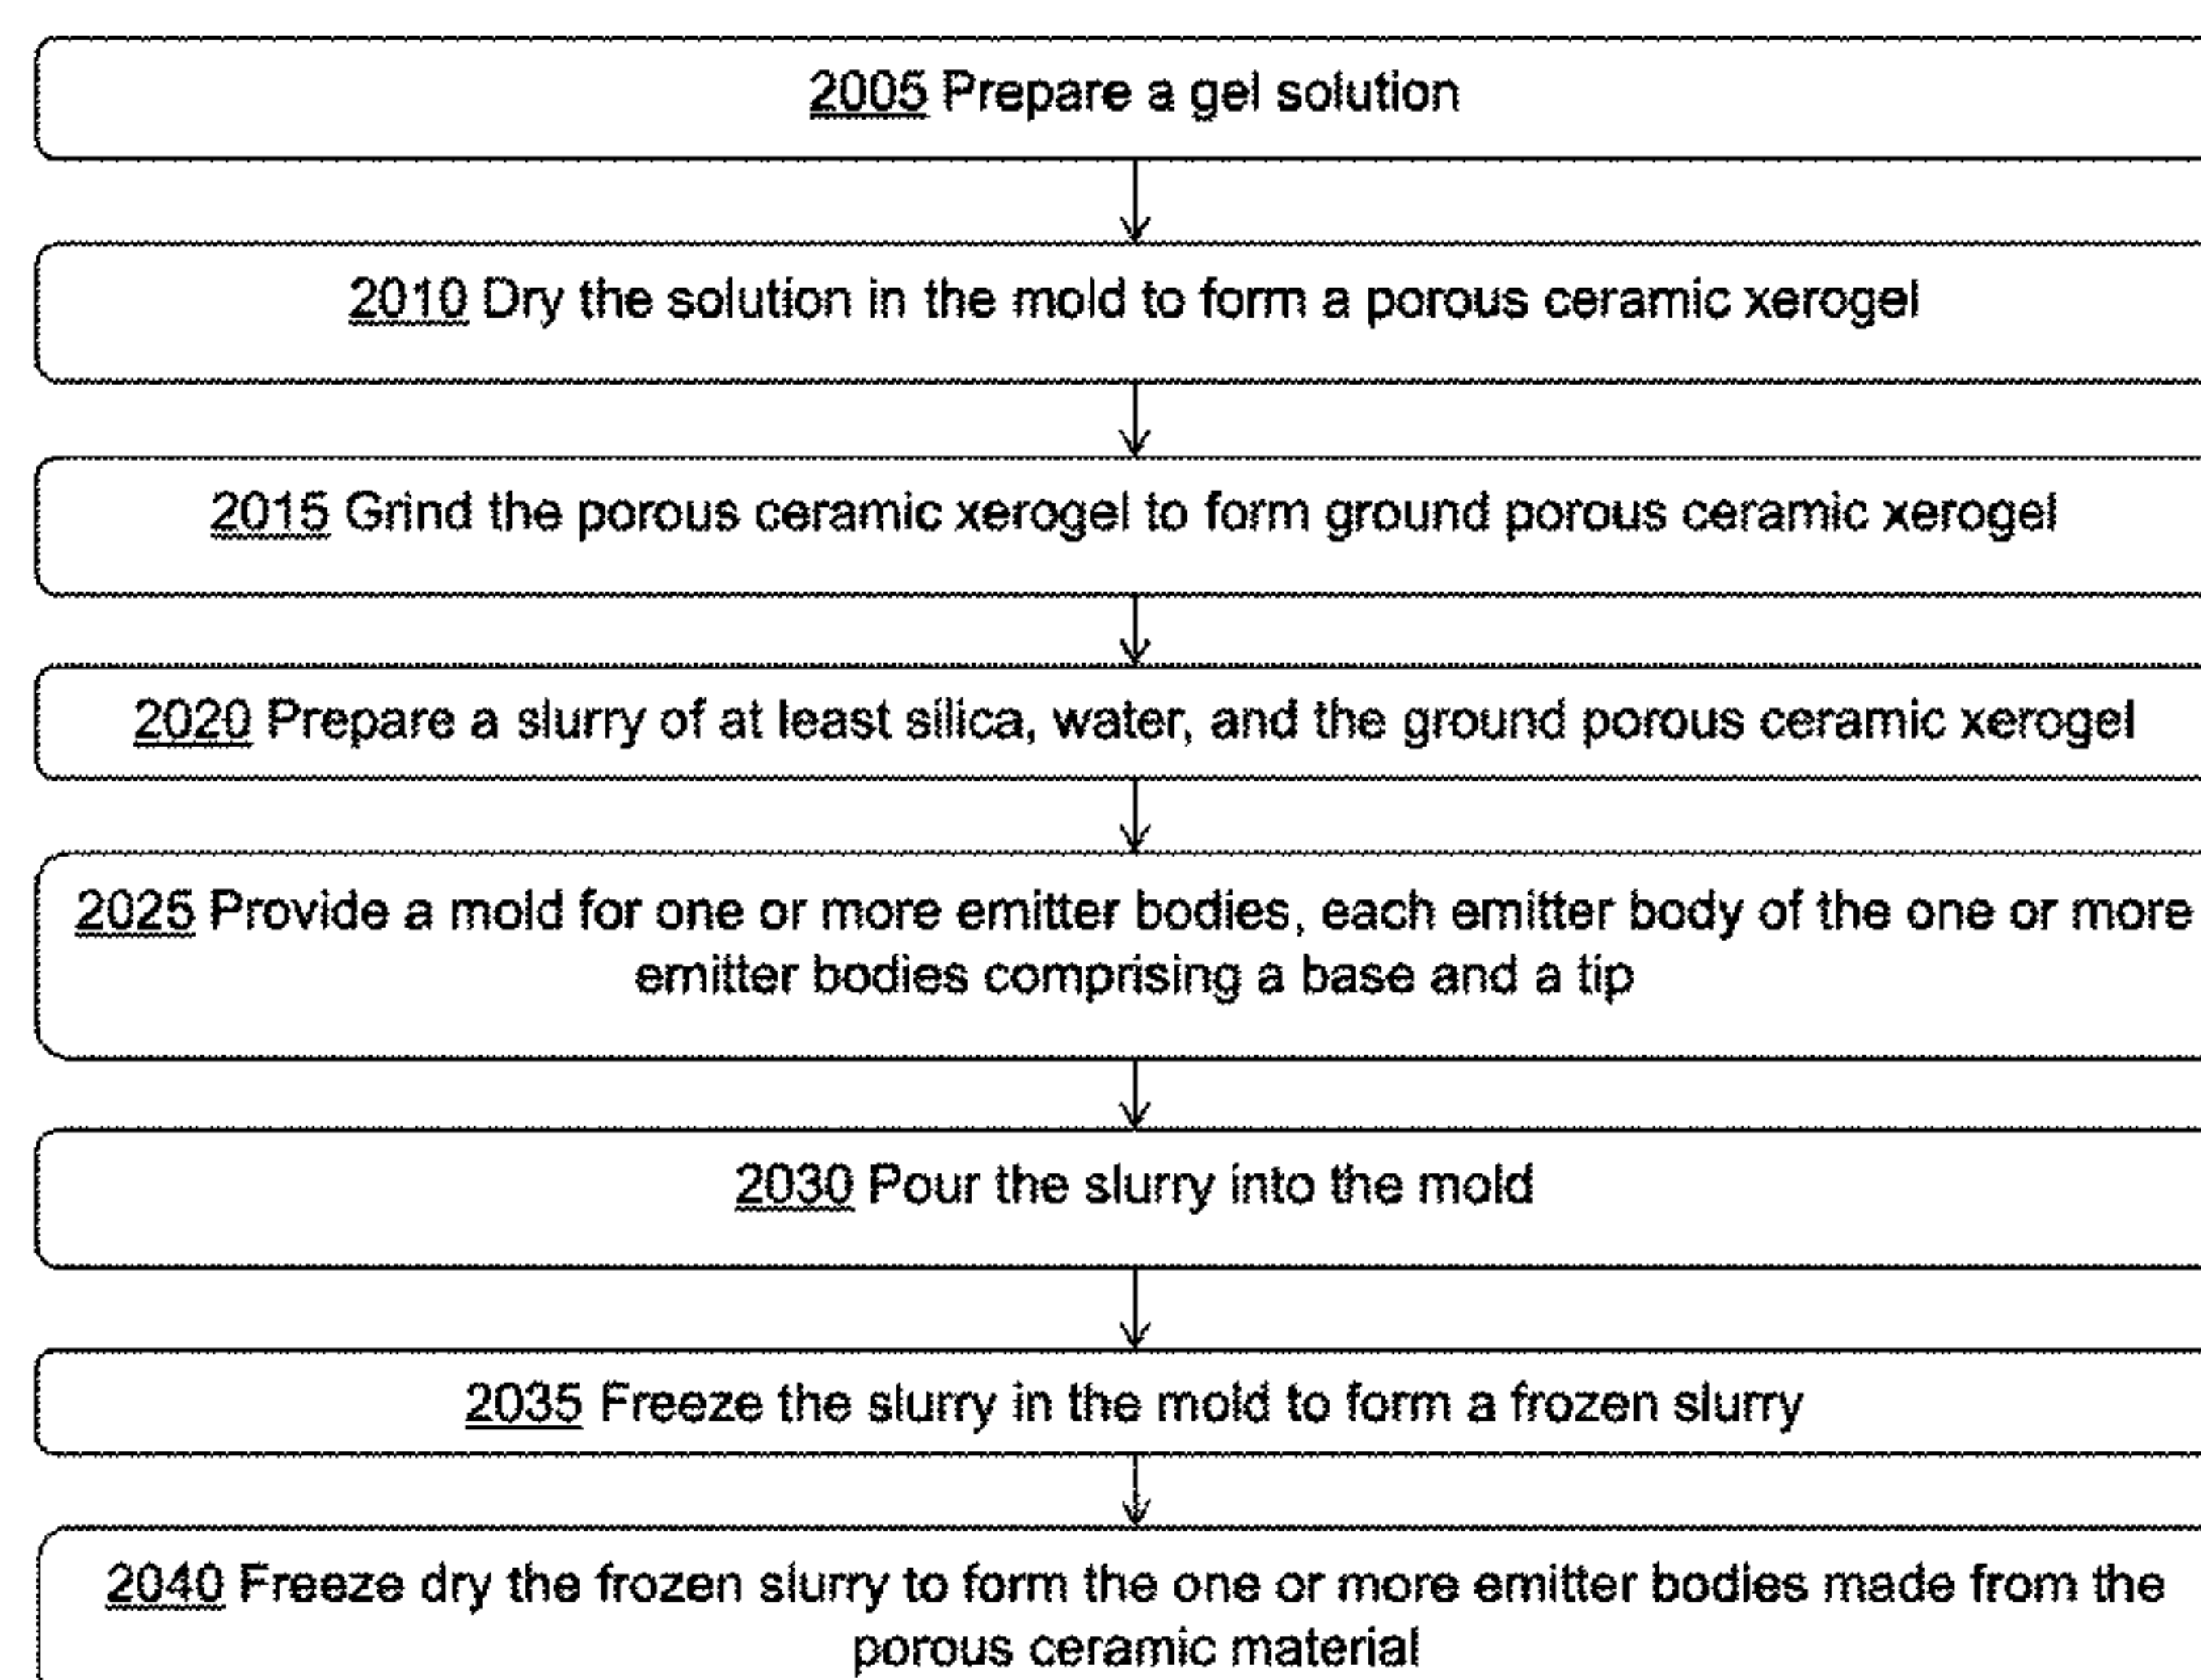 2005 Prepare a gel solution
2010 Dry the solution in the mold to form a porous ceramic xerogel
2015 Grind the porous ceramic xerogel to form ground porous ceramic xerogel
2020 Prepare a slurry of at least silica, water, and the ground porous ceramic xerogel
2025 Provide a mold for one or more emitter bodies, each emitter body of the one or more
emitter bodies comprising a base and a tip
2030 Pour the slurry into the mold
2035 Freeze the slurry in the mold to form a frozen slurry
2040 Freeze dry the frozen slurry to form the one or more emitter bodies made from the
porous ceramic material